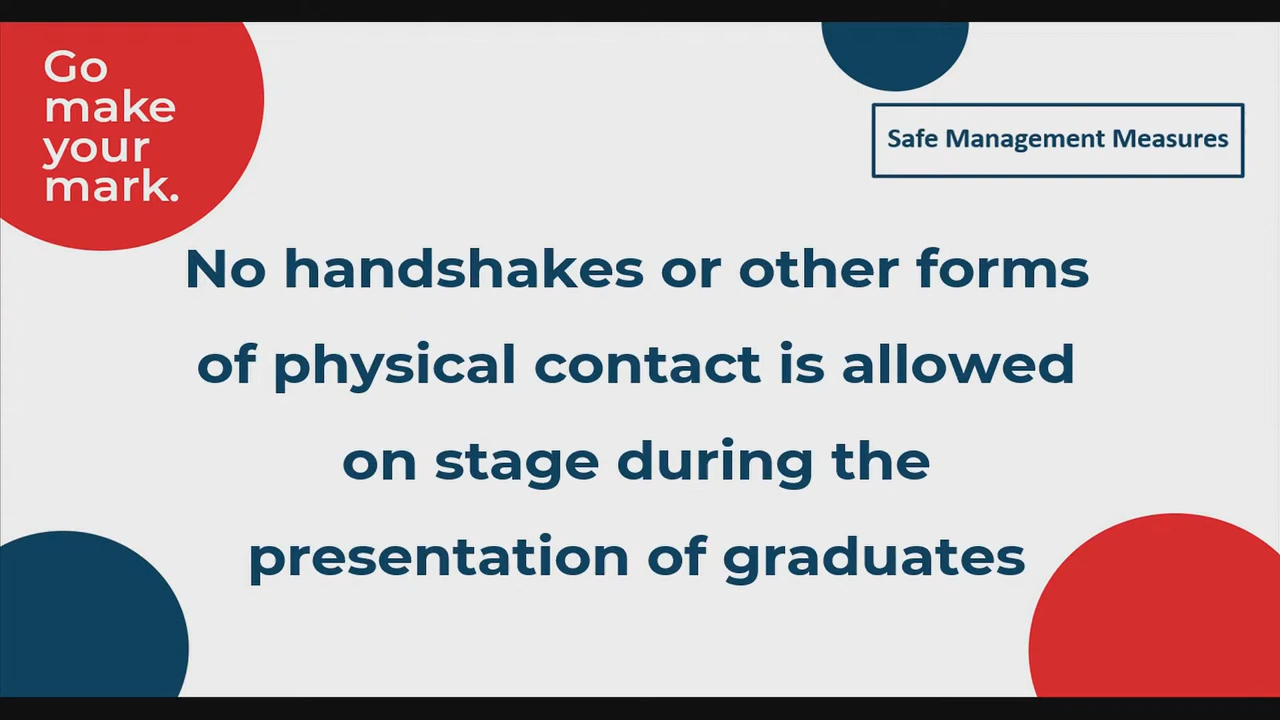 Go
make
your
mark.
Safe Management Measures
No handshakes or other forms
of physical contact is allowed
on stage during the
presentation of graduates